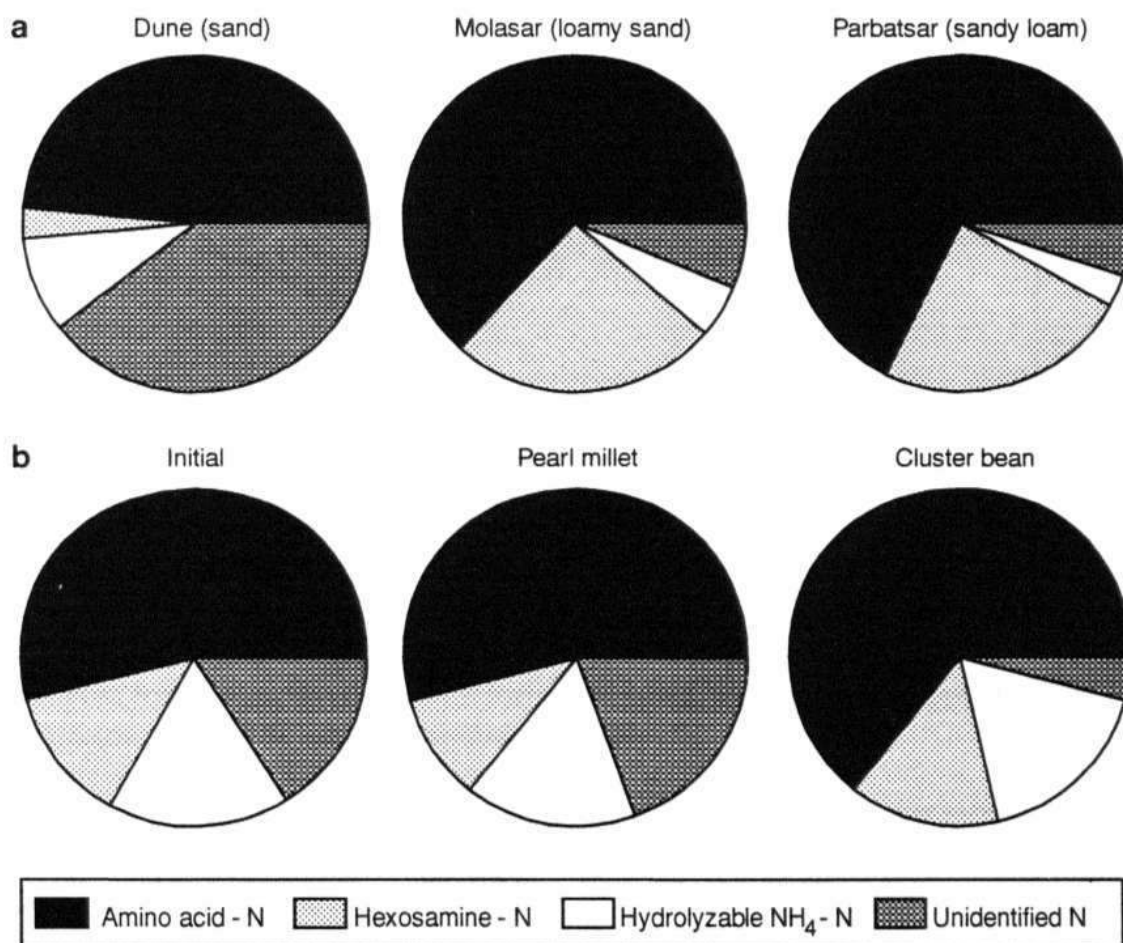 a
Dune (sand) Molasar (loamy sand) Parbatsar (sandy loam)
b
Initial Pearl millet Cluster bean
Amino acid - N Hexosamine - N Hydrolyzable NH₄ - N Unidentified N